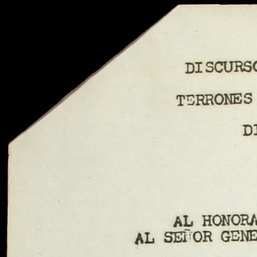 DISCURSO
TERRONES
DI
AL HONORA
AL SEÑOR GENE